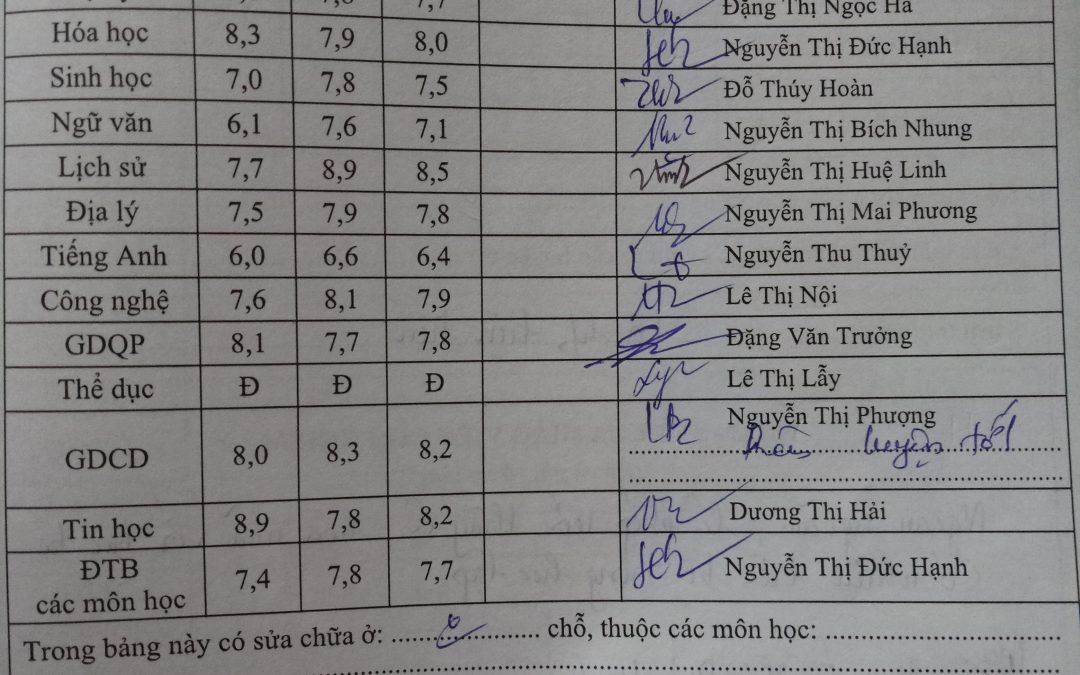 Đặng Thị Ngọc Hà
Hóa học 8,3 7,9 8,0 Nguyễn Thị Đức Hạnh
Sinh học 7,0 7,8 7,5 Đỗ Thúy Hoàn
Ngữ văn 6,1 7,6 7,1 Nguyễn Thị Bích Nhung
Lịch sử 7,7 8,9 8,5 Nguyễn Thị Huệ Linh
Địa lý 7,5 7,9 7,8 Nguyễn Thị Mai Phương
Tiếng Anh 6,0 6,6 6,4 Nguyễn Thu Thuỷ
Công nghệ 7,6 8,1 7,9 Lê Thị Nội
GDQP 8,1 7,7 7,8 Đặng Văn Trưởng
Thể dục Đ Đ Đ Lê Thị Lẫy
Nguyễn Thị Phượng
GDCD 8,0 8,3 8,2 luyện tốt
Tin học 8,9 7,8 8,2 Dương Thị Hải
ĐTB
các môn học 7,4 7,8 7,7 Nguyễn Thị Đức Hạnh
Trong bảng này có sửa chữa ở: ........0........ chỗ, thuộc các môn học: ........